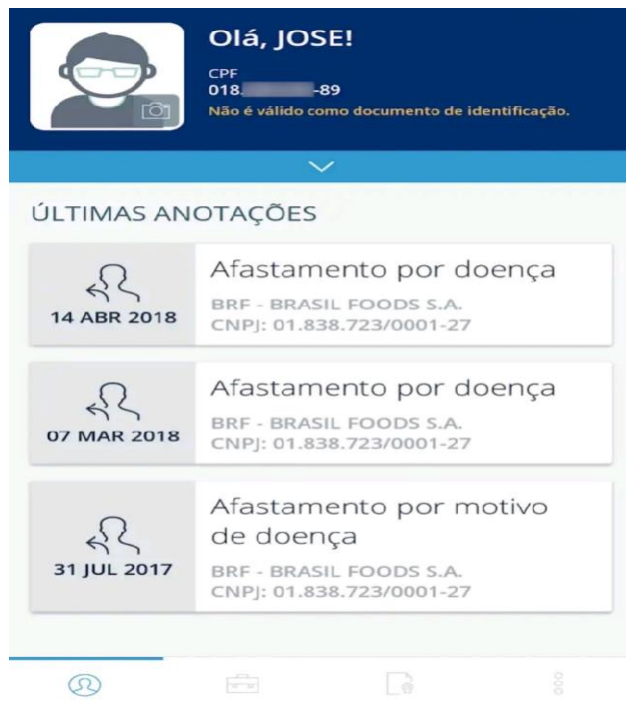 Olá, JOSE!
CPF
018. -89
Não é válido como documento de identificação.
ÚLTIMAS ANOTAÇÕES
Afastamento por doença
BRF - BRASIL FOODS S.A.
14 ABR 2018
CNPJ: 01.838.723/0001-27
Afastamento por doença
BRF - BRASIL FOODS S.A.
07 MAR 2018
CNPJ: 01.838.723/0001-27
Afastamento por motivo
de doença
31 JUL 2017
BRF - BRASIL FOODS S.A.
CNPJ: 01.838.723/0001-27